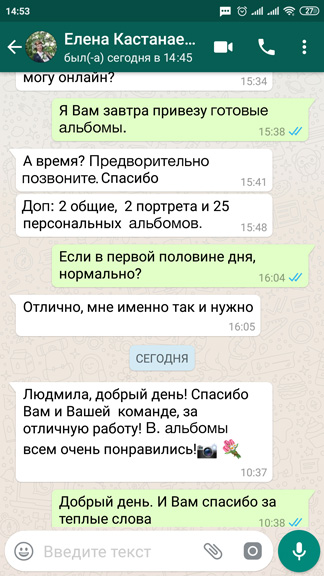 14:53
27
Елена Кастанае...
был(-а) сегодня в 14:45
могу онлайн?
15:34
Я Вам завтра привезу готовые
альбомы.
15:38
А время? Предворительно
позвоните. Спасибо
15:41
Доп: 2 общие, 2 портрета и 25
персональных альбомов.
15:48
Если в первой половине дня,
нормально?
16:04
Отлично, мне именно так и нужно
16:05
СЕГОДНЯ
Людмила, добрый день! Спасибо
Вам и Вашей команде, за
отличную работу! В. альбомы
всем очень понравились!📷 💐
10:37
Добрый день. И Вам спасибо за
теплые слова
10:38
Введите текст